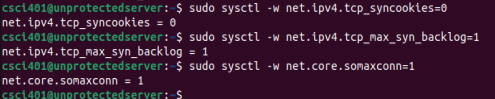 csci401@unprotectedserver:~$ sudo sysctl -w net.ipv4.tcp_syncookies=0
net.ipv4.tcp_syncookies = 0
csci401@unprotectedserver:~$ sudo sysctl -w net.ipv4.tcp_max_syn_backlog=1
net.ipv4.tcp_max_syn_backlog = 1
csci401@unprotectedserver:~$ sudo sysctl -w net.core.somaxconn=1
net.core.somaxconn = 1
csci401@unprotectedserver:~$